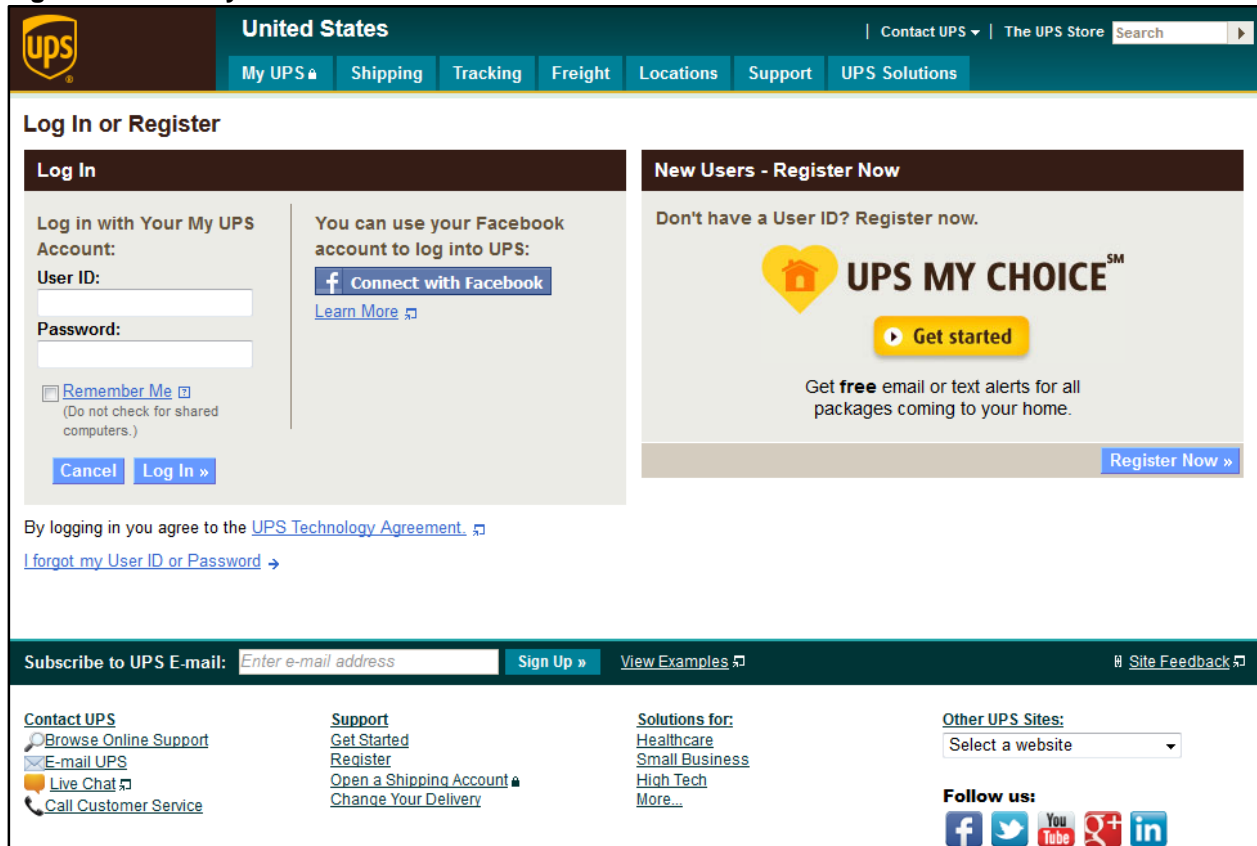 ups
United States
| Contact UPS | The UPS Store Search
My UPS Shipping Tracking Freight Locations Support UPS Solutions
Log In or Register
Log In
Log in with Your My UPS
Account:
User ID:
Password:
Remember Me ?
(Do not check for shared
computers.)
Cancel Log In »
You can use your Facebook
account to log into UPS:
f Connect with Facebook
Learn More
New Users - Register Now
Don't have a User ID? Register now.
UPS MY CHOICE℠
Get started
Get free email or text alerts for all
packages coming to your home.
Register Now »
By logging in you agree to the UPS Technology Agreement.
I forgot my User ID or Password
Subscribe to UPS E-mail: Enter e-mail address Sign Up » View Examples Site Feedback
Contact UPS
Browse Online Support
E-mail UPS
Live Chat
Call Customer Service
Support
Get Started
Register
Open a Shipping Account
Change Your Delivery
Solutions for:
Healthcare
Small Business
High Tech
More...
Other UPS Sites:
Select a website
Follow us:
f You Tube g+ in